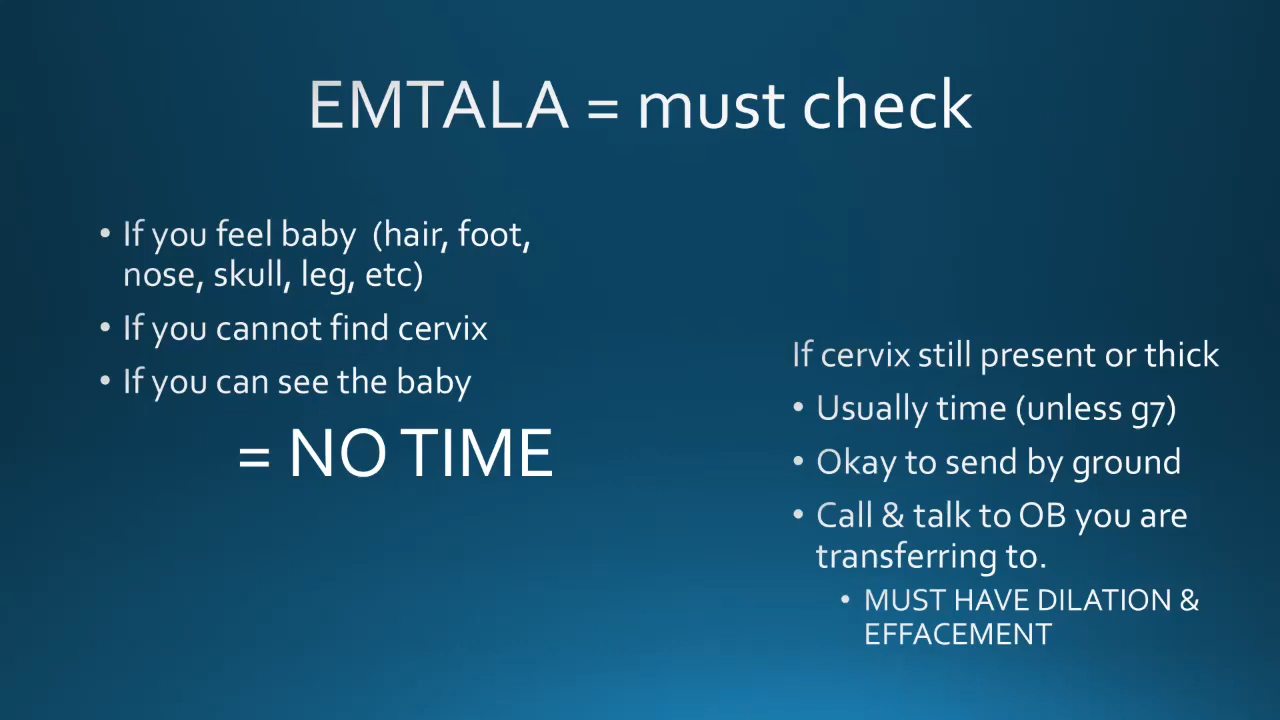 EMTALA = must check
• If you feel baby (hair, foot,
nose, skull, leg, etc)
• If you cannot find cervix
• If you can see the baby
= NO TIME
If cervix still present or thick
• Usually time (unless g7)
• Okay to send by ground
• Call & talk to OB you are
transferring to.
• MUST HAVE DILATION &
EFFACEMENT